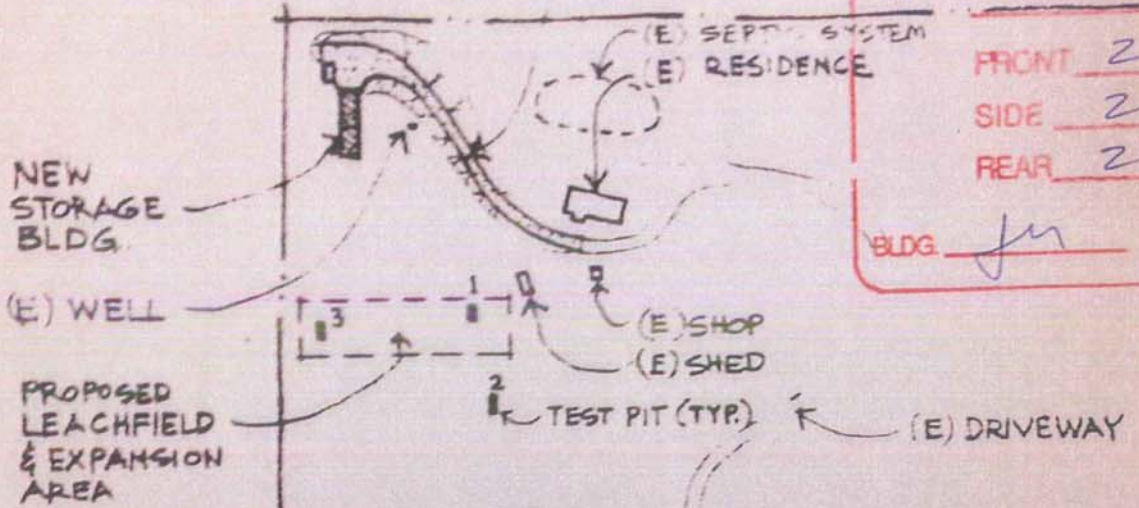 (E) SEPTIC SYSTEM
(E) RESIDENCE
FRONT 2
SIDE 2
REAR 2
BLDG.
NEW
STORAGE
BLDG
(E) WELL
1
3
2
(E) SHOP
(E) SHED
PROPOSED
LEACHFIELD
& EXPANSION
AREA
TEST PIT (TYP.)
(E) DRIVEWAY